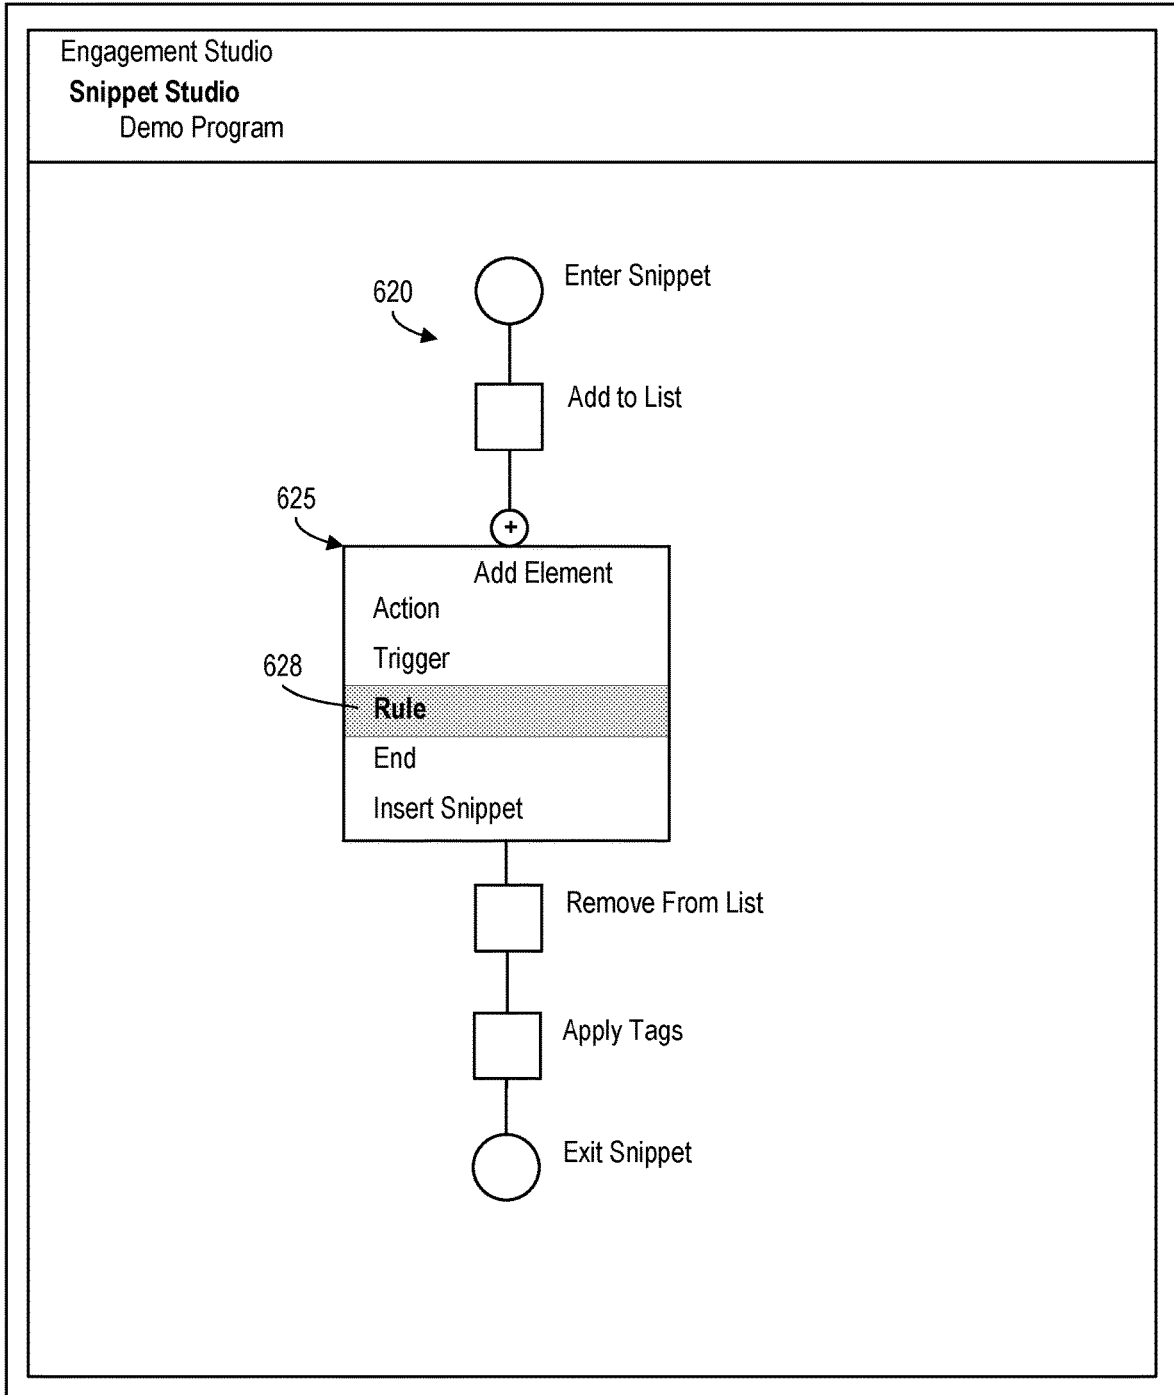 Engagement Studio
Snippet Studio
Demo Program
Enter Snippet
620
Add to List
625
+
Add Element
Action
Trigger
628
Rule
End
Insert Snippet
Remove From List
Apply Tags
Exit Snippet